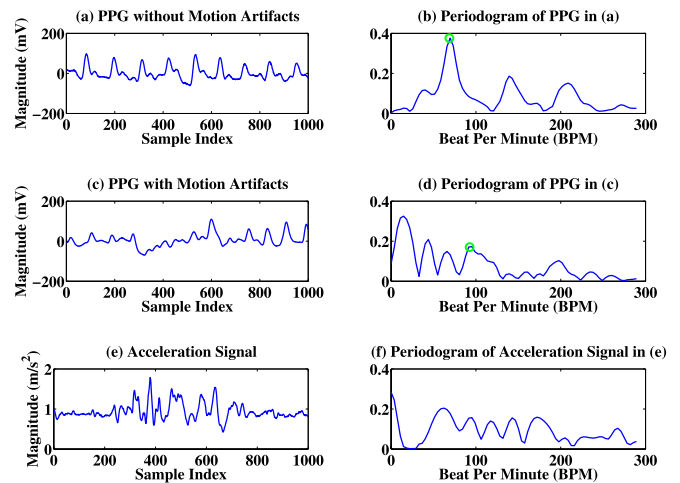 (a) PPG without Motion Artifacts
Magnitude (mV)
200
0
−200
0 200 400 600 800 1000
Sample Index
(b) Periodogram of PPG in (a)
0.4
0.2
0
0 100 200 300
Beat Per Minute (BPM)
(c) PPG with Motion Artifacts
Magnitude (mV)
200
0
−200
0 200 400 600 800 1000
Sample Index
(d) Periodogram of PPG in (c)
0.4
0.2
0
0 100 200 300
Beat Per Minute (BPM)
(e) Acceleration Signal
Magnitude (m/s²)
2
1
0
0 200 400 600 800 1000
Sample Index
(f) Periodogram of Acceleration Signal in (e)
0.4
0.2
0
0 100 200 300
Beat Per Minute (BPM)